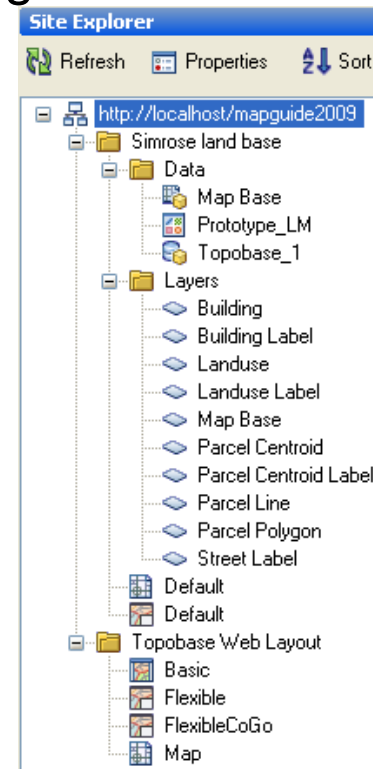 Site Explorer
Refresh Properties Sort
http://localhost/mapguide2009
Simrose land base
Data
Map Base
Prototype_LM
Topobase_1
Layers
Building
Building Label
Landuse
Landuse Label
Map Base
Parcel Centroid
Parcel Centroid Label
Parcel Line
Parcel Polygon
Street Label
Default
Default
Topobase Web Layout
Basic
Flexible
FlexibleCoGo
Map